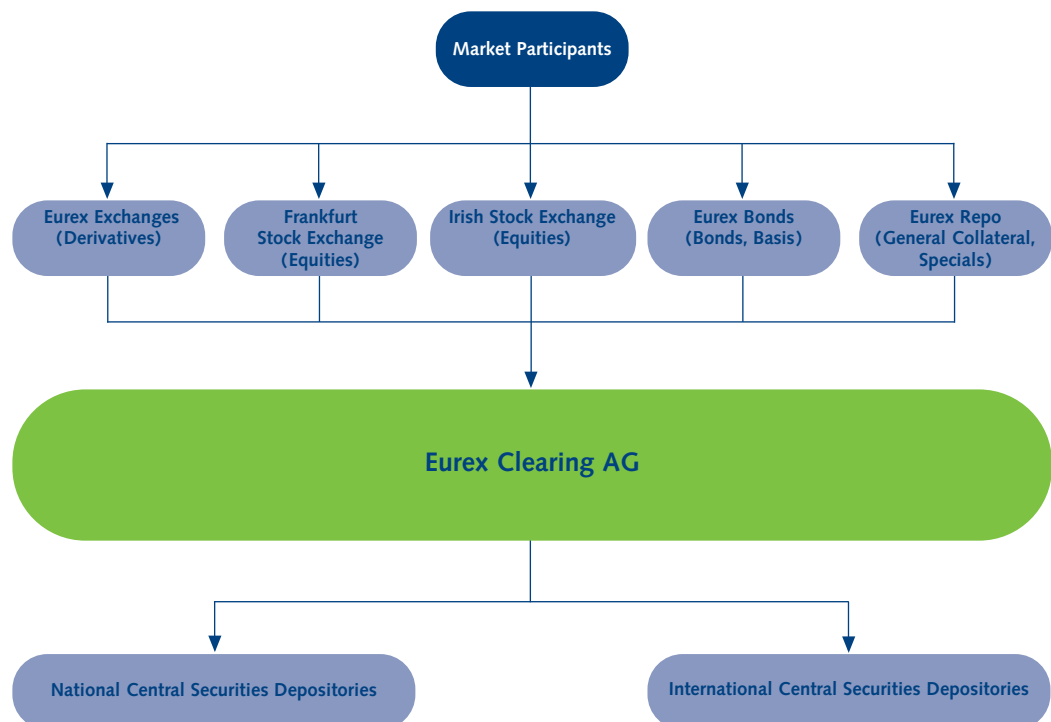 Market Participants
Eurex Exchanges
(Derivatives)
Frankfurt
Stock Exchange
(Equities)
Irish Stock Exchange
(Equities)
Eurex Bonds
(Bonds, Basis)
Eurex Repo
(General Collateral,
Specials)
Eurex Clearing AG
National Central Securities Depositories
International Central Securities Depositories